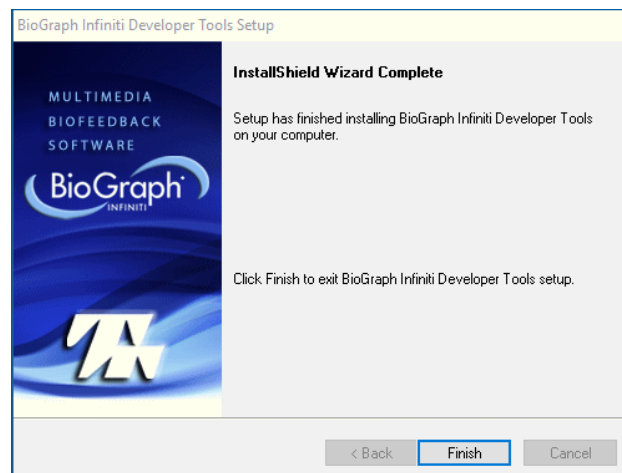 BioGraph Infiniti Developer Tools Setup
MULTIMEDIA
BIOFEEDBACK
SOFTWARE
BioGraph
INFINITI
InstallShield Wizard Complete
Setup has finished installing BioGraph Infiniti Developer Tools
on your computer.
Click Finish to exit BioGraph Infiniti Developer Tools setup.
< Back
Finish
Cancel